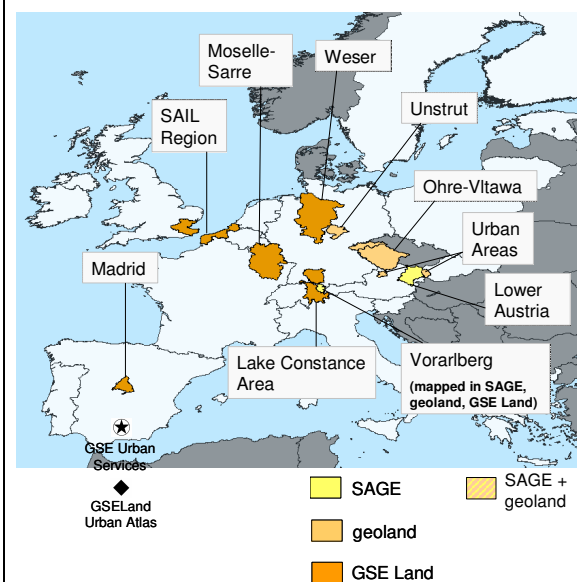 Moselle-
Sarre
Weser
SAIL
Region
Unstrut
Ohre-Vltawa
Urban
Areas
Madrid
Lower
Austria
Lake Constance
Area
Vorarlberg
(mapped in SAGE,
geoland, GSE Land)
GSE Urban
Services
GSELand
Urban Atlas
SAGE
SAGE +
geoland
geoland
GSE Land